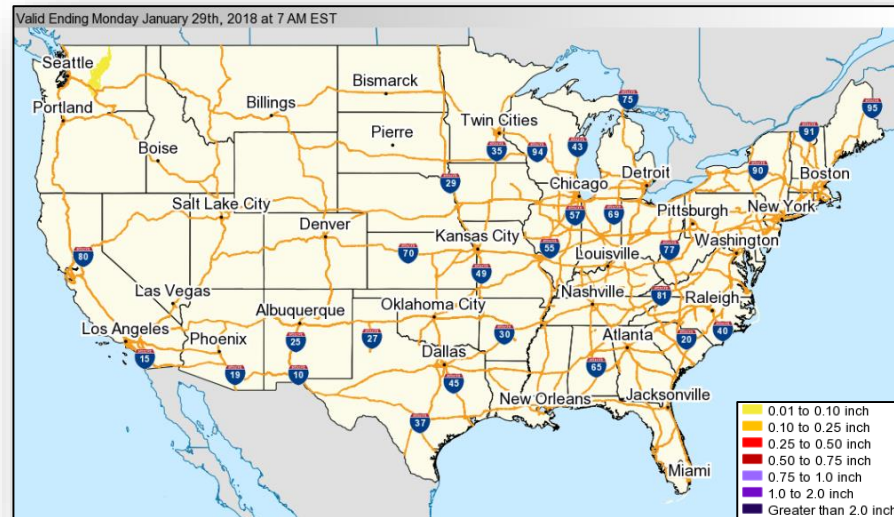 Valid Ending Monday January 29th, 2018 at 7 AM EST
Seattle
Portland
Boise
Billings
Bismarck
Pierre
Twin Cities
75
95
91
35
94
43
90
Boston
Detroit
Chicago
29
Salt Lake City
57
69
Pittsburgh
New York
Denver
Kansas City
80
70
55
77
Washington
Louisville
49
Las Vegas
Nashville
81
Raleigh
Albuquerque
Oklahoma City
Los Angeles
Phoenix
25
27
30
Atlanta
20
40
15
Dallas
19
10
45
65
New Orleans
Jacksonville
37
Miami
0.01 to 0.10 inch
0.10 to 0.25 inch
0.25 to 0.50 inch
0.50 to 0.75 inch
0.75 to 1.0 inch
1.0 to 2.0 inch
Greater than 2.0 inch